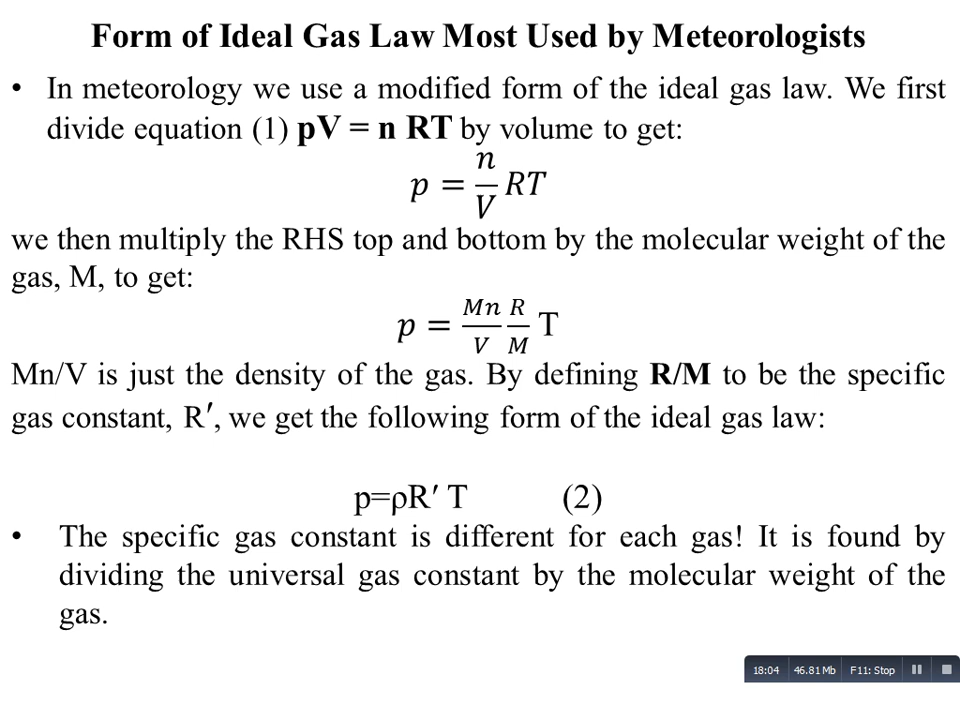 Form of Ideal Gas Law Most Used by Meteorologists
• In meteorology we use a modified form of the ideal gas law. We first
divide equation (1) pV = n RT by volume to get:
p = n/V RT
we then multiply the RHS top and bottom by the molecular weight of the
gas, M, to get:
p = Mn/V R/M T
Mn/V is just the density of the gas. By defining R/M to be the specific
gas constant, R′, we get the following form of the ideal gas law:
p=ρR′ T (2)
• The specific gas constant is different for each gas! It is found by
dividing the universal gas constant by the molecular weight of the
gas.
18:04 46.81 Mb F11: Stop